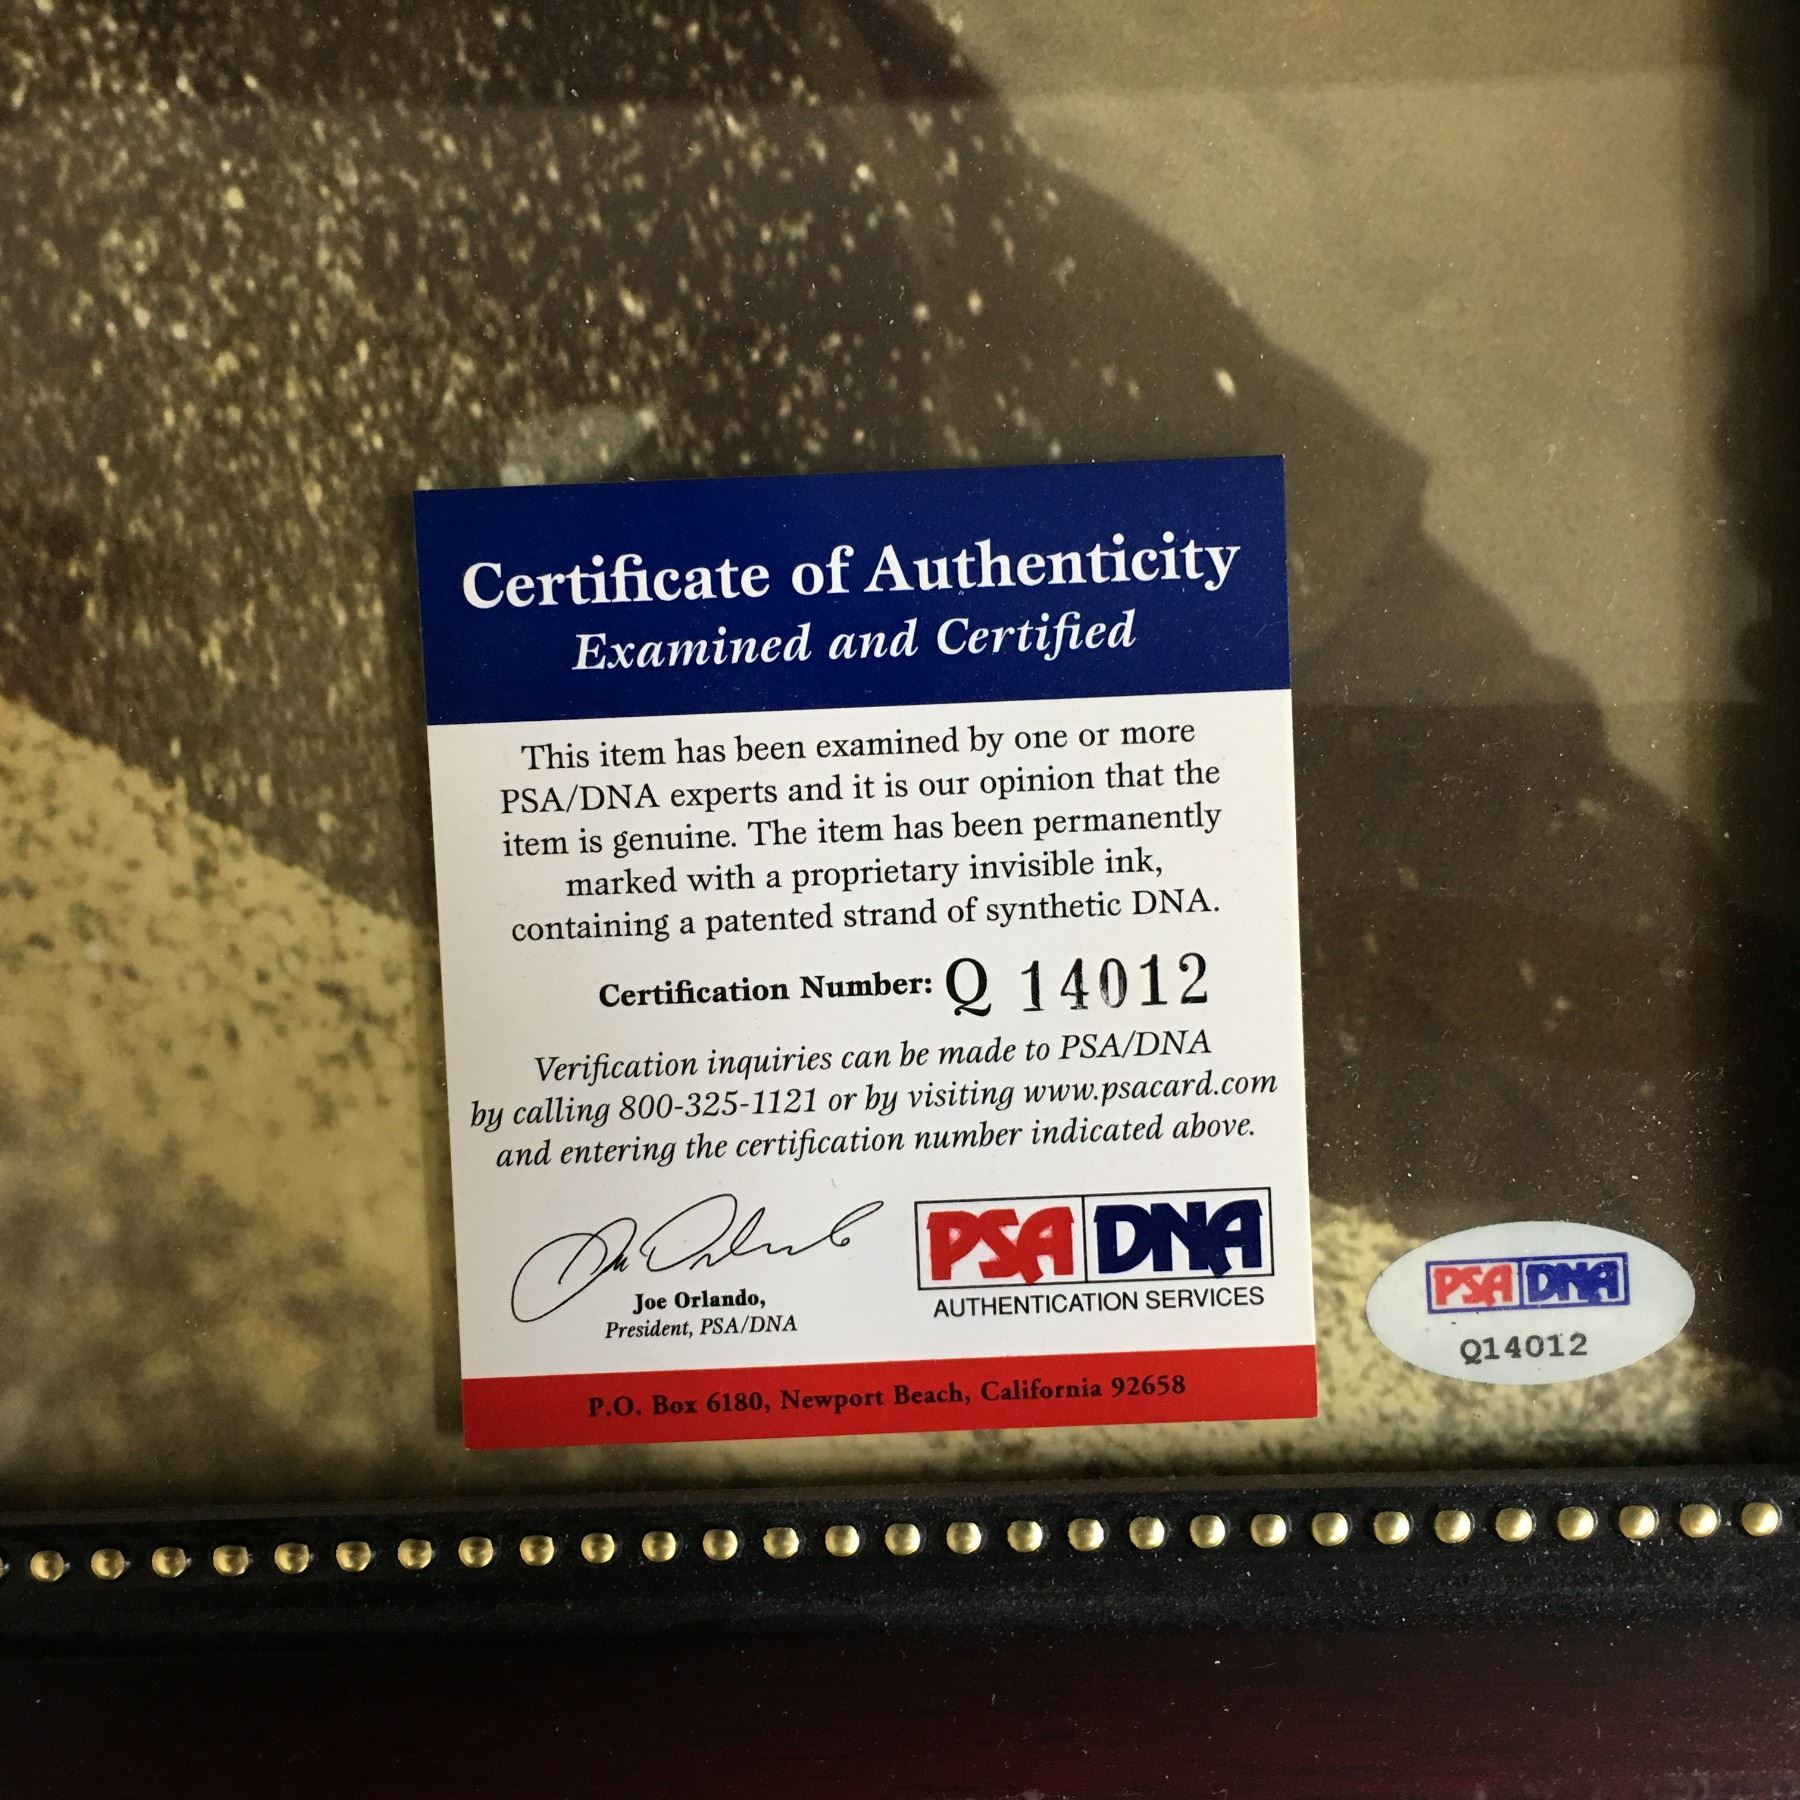 Certificate of Authenticity
Examined and Certified
This item has been examined by one or more
PSA/DNA experts and it is our opinion that the
item is genuine. The item has been permanently
marked with a proprietary invisible ink,
containing a patented strand of synthetic DNA.
Certification Number: Q 14012
Verification inquiries can be made to PSA/DNA
by calling 800-325-1121 or by visiting www.psacard.com
and entering the certification number indicated above.
Joe Orlando
Joe Orlando,
President, PSA/DNA
PSA DNA
AUTHENTICATION SERVICES
P.O. Box 6180, Newport Beach, California 92658
PSA DNA
Q14012